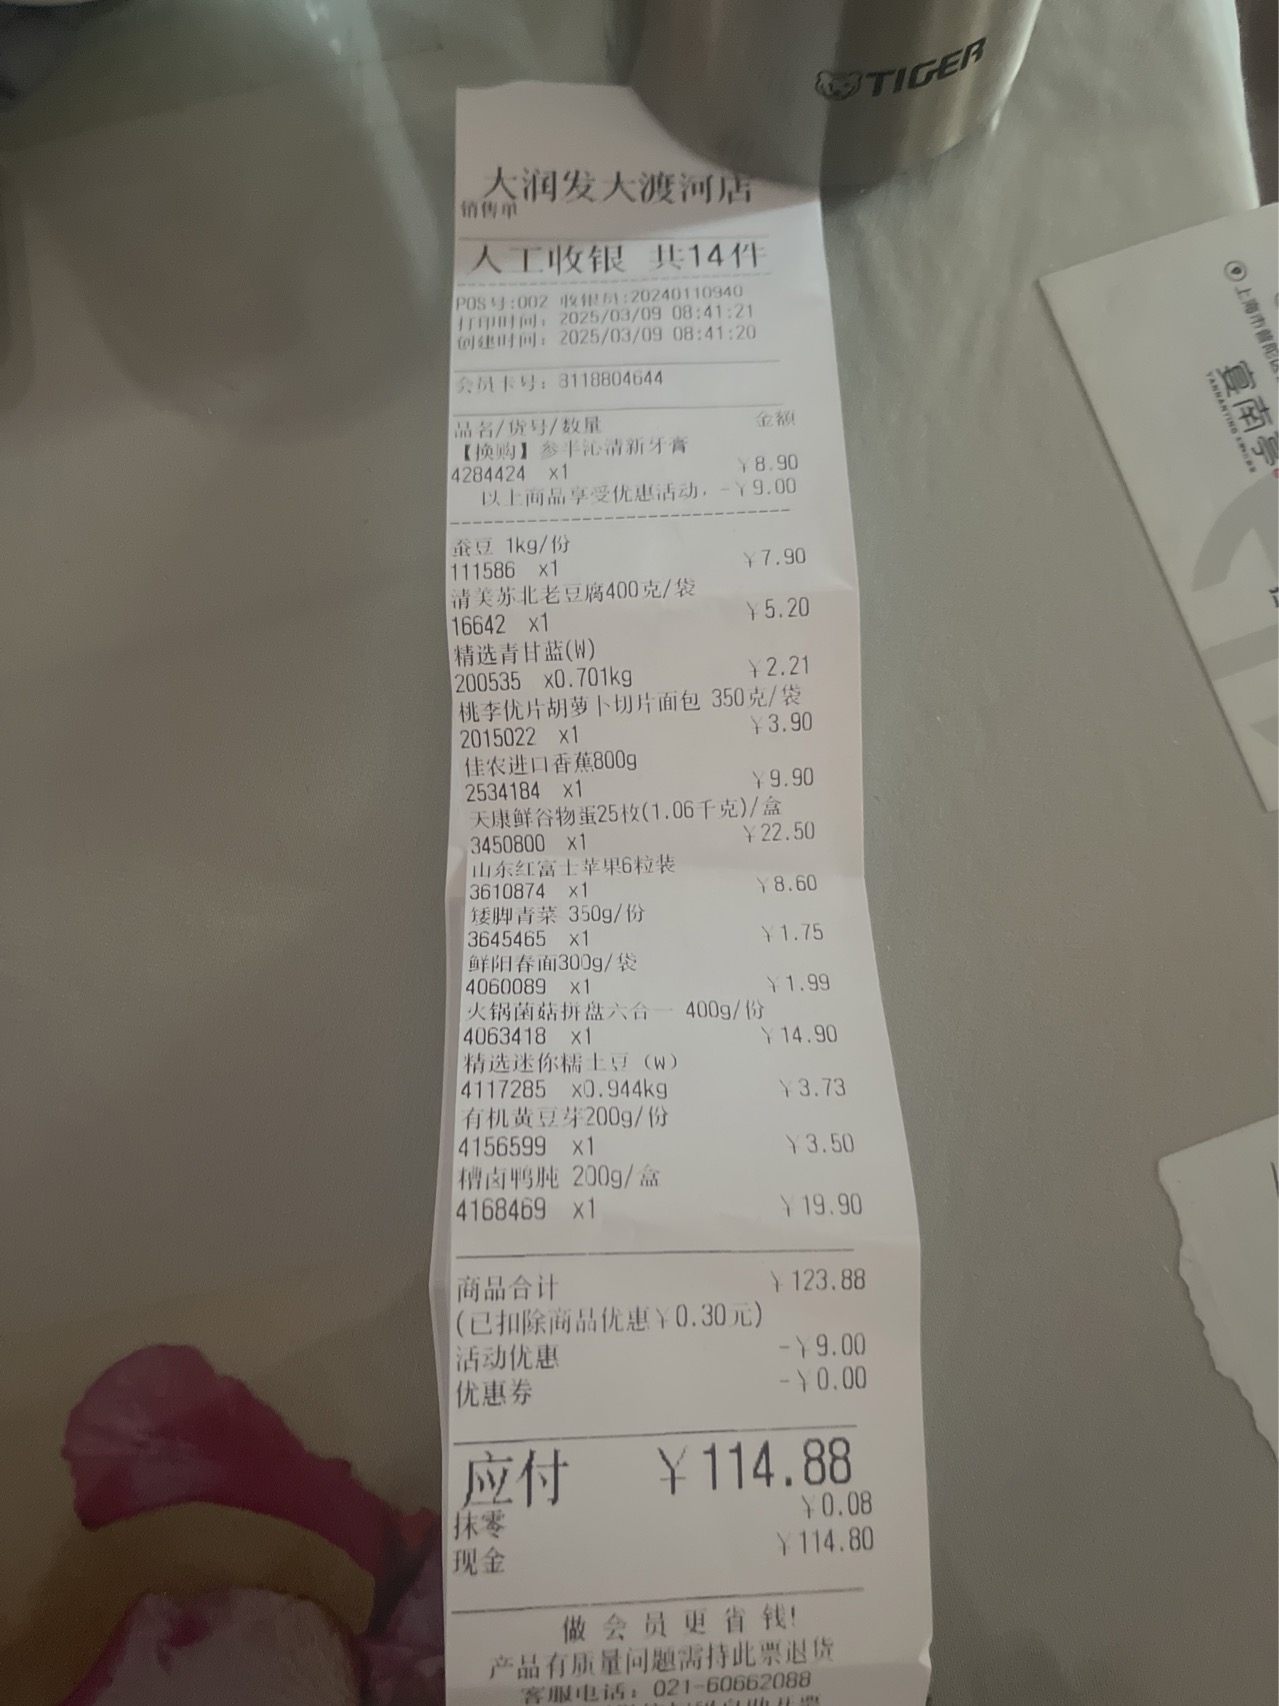 TIGER
大润发大渡河店
销售单
人工收银 共14件
POS号:002 收银员:20240110940
打印时间: 2025/03/09 08:41:21
创建时间: 2025/03/09 08:41:20
会员卡号: 3118804644
品名/货号/数量 金额
【换购】参半沁清新牙膏
4284424 x1 ¥8.90
以上商品享受优惠活动, -¥9.00
蚕豆 1kg/份
111586 x1 ¥7.90
清美苏北老豆腐400克/袋
16642 x1 ¥5.20
精选青甘蓝(W)
200535 x0.701kg ¥2.21
桃李优片胡萝卜切片面包 350克/袋
2015022 x1 ¥3.90
佳农进口香蕉800g
2534184 x1 ¥9.90
天康鲜谷物蛋25枚(1.06千克)/盒
3450800 x1 ¥22.50
山东红富士苹果6粒装
3610874 x1 ¥8.60
矮脚青菜 350g/份
3645465 x1 ¥1.75
鲜阳春面300g/袋
4060089 x1 ¥1.99
火锅菌菇拼盘六合一 400g/份
4063418 x1 ¥14.90
精选迷你糯土豆（W）
4117285 x0.944kg ¥3.73
有机黄豆芽200g/份
4156599 x1 ¥3.50
糟卤鸭肫 200g/盒
4168469 x1 ¥19.90
商品合计 ¥123.88
(已扣除商品优惠¥0.30元)
活动优惠 -¥9.00
优惠券 -¥0.00
应付 ¥114.88
抹零 ¥0.08
现金 ¥114.80
做会员更省钱!
产品有质量问题需持此票退货
客服电话: 021-60662088
上海市普陀
宴南亭